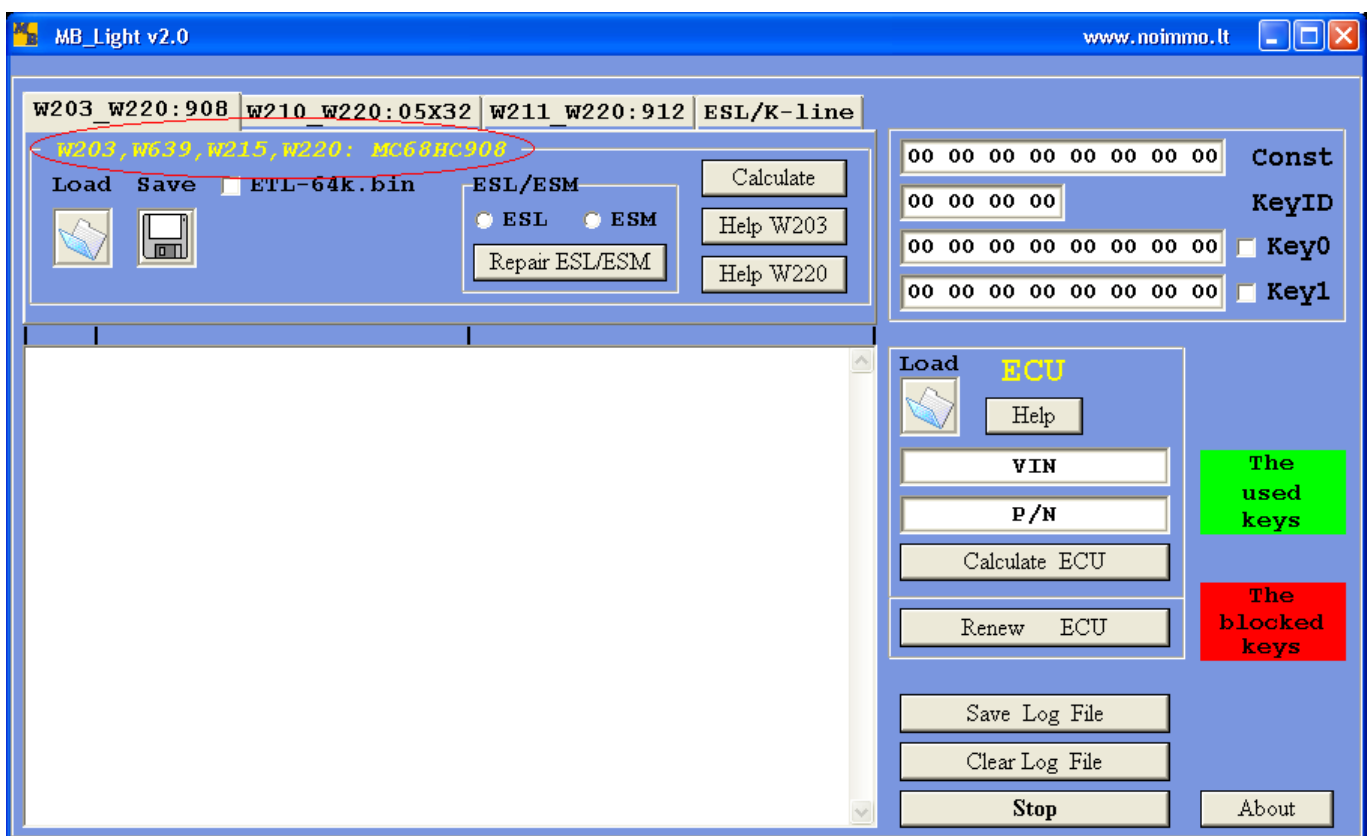 MB_Light v2.0 www.noimmo.lt
W203_W220:908 W210_W220:05X32 W211_W220:912 ESL/K-line
W203,W639,W215,W220: MC68HC908
Load Save ETL-64k.bin
ESL/ESM
ESL ESM
Repair ESL/ESM
Calculate
Help W203
Help W220
00 00 00 00 00 00 00 00 Const
00 00 00 00 KeyID
00 00 00 00 00 00 00 00 Key0
00 00 00 00 00 00 00 00 Key1
Load ECU
Help
VIN
P/N
Calculate ECU
Renew ECU
The
used
keys
The
blocked
keys
Save Log File
Clear Log File
Stop About